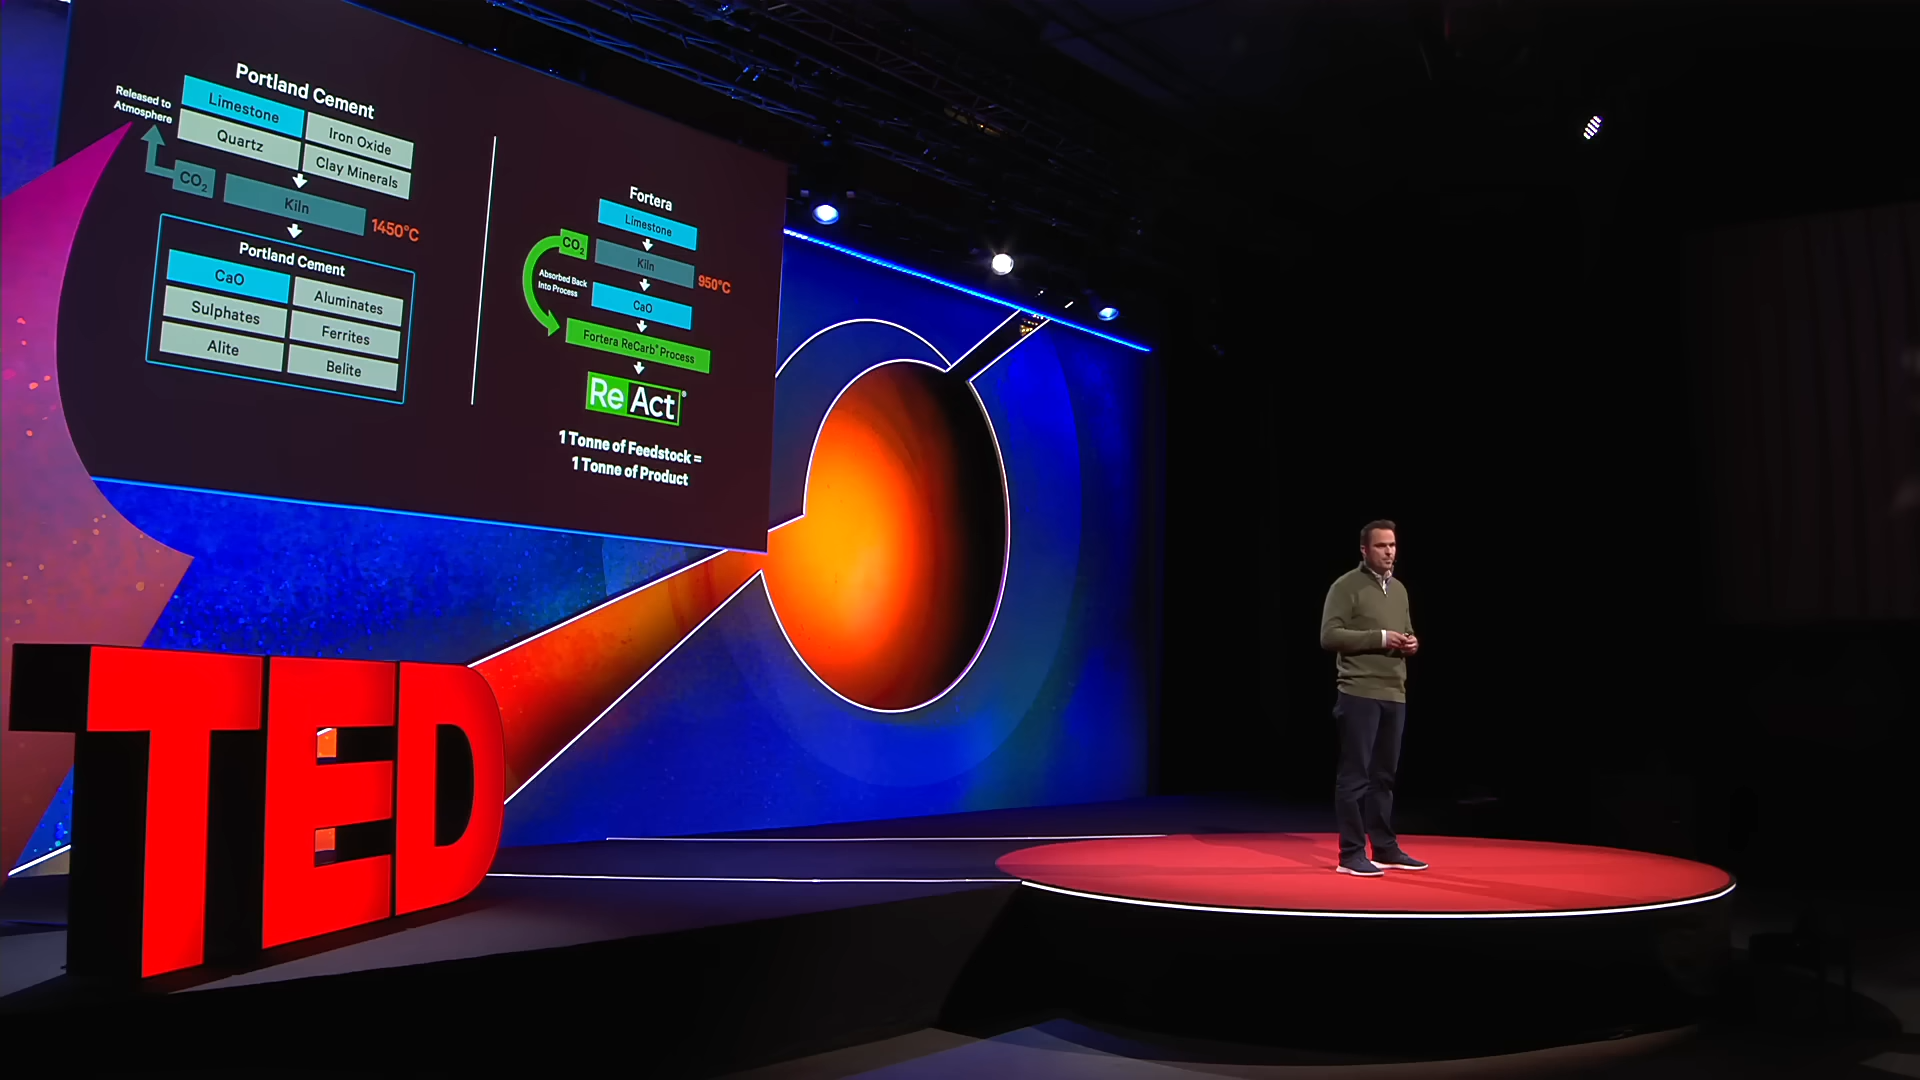 Portland Cement
Released to
Atmosphere
Limestone
Iron Oxide
Quartz
Clay Minerals
CO₂
Kiln
1450°C
Portland Cement
CaO
Aluminates
Sulphates
Ferrites
Alite
Belite
Fortera
Limestone
CO₂
Kiln
950°C
Absorbed Back
Into Process
CaO
Fortera ReCarb® Process
ReAct®
1 Tonne of Feedstock =
1 Tonne of Product
TED